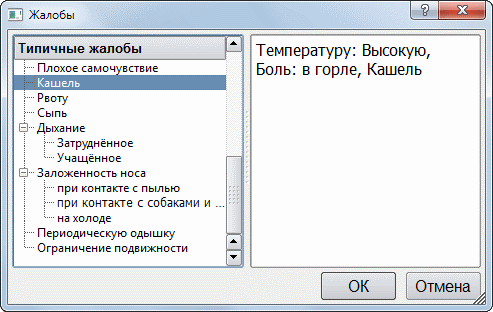 Жалобы
Типичные жалобы
Плохое самочувствие
Кашель
Рвоту
Сыпь
Дыхание
Затруднённое
Учащённое
Заложенность носа
при контакте с пылью
при контакте с собаками и ...
на холоде
Периодическую одышку
Ограничение подвижности
Температуру: Высокую,
Боль: в горле, Кашель
ОК
Отмена